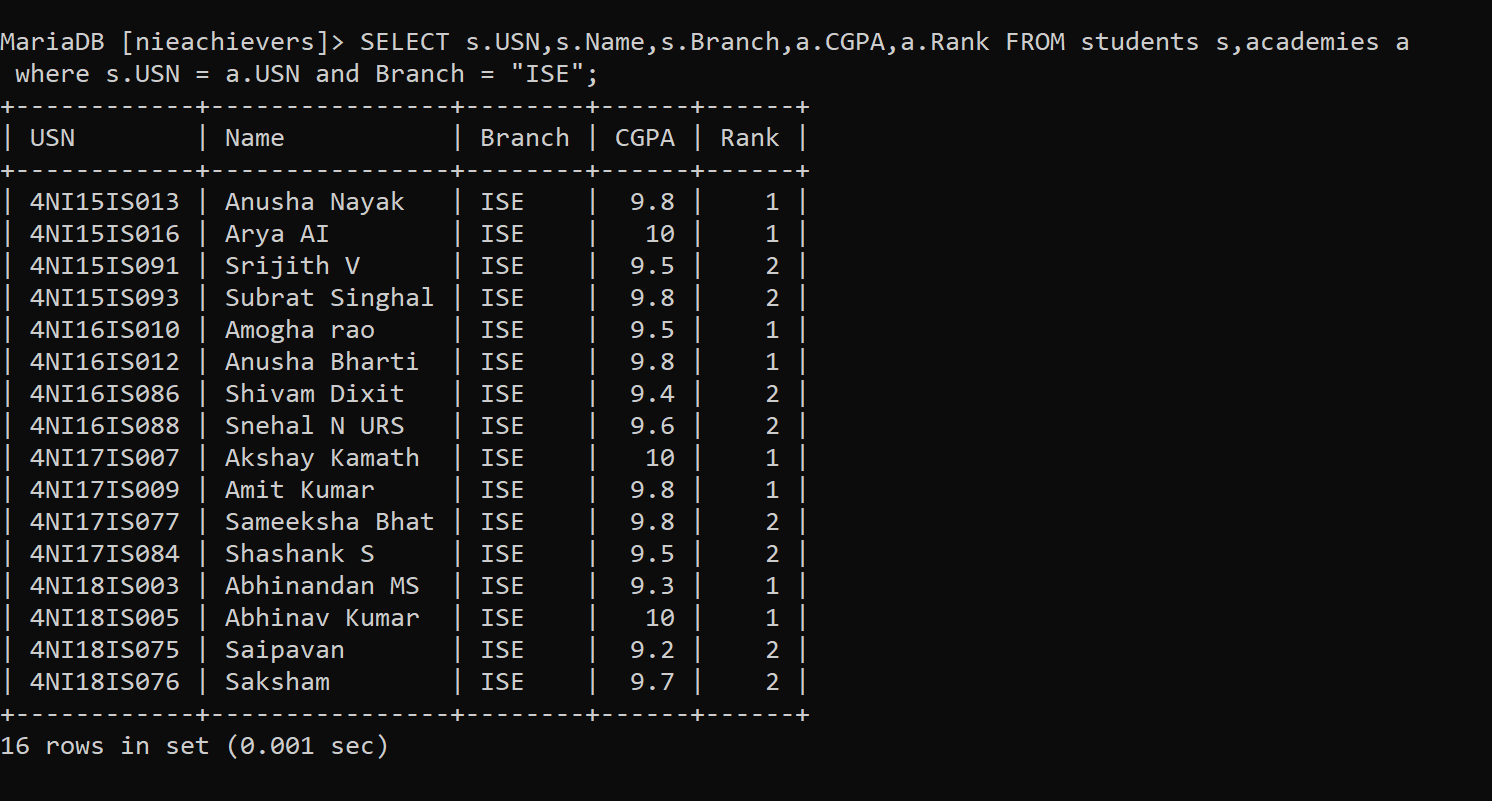 MariaDB [nieachievers]> SELECT s.USN,s.Name,s.Branch,a.CGPA,a.Rank FROM students s,academies a
 where s.USN = a.USN and Branch = "ISE";
+------------+----------------+--------+------+------+
| USN        | Name           | Branch | CGPA | Rank |
+------------+----------------+--------+------+------+
| 4NI15IS013 | Anusha Nayak   | ISE    |  9.8 |    1 |
| 4NI15IS016 | Arya AI        | ISE    |   10 |    1 |
| 4NI15IS091 | Srijith V      | ISE    |  9.5 |    2 |
| 4NI15IS093 | Subrat Singhal | ISE    |  9.8 |    2 |
| 4NI16IS010 | Amogha rao     | ISE    |  9.5 |    1 |
| 4NI16IS012 | Anusha Bharti  | ISE    |  9.8 |    1 |
| 4NI16IS086 | Shivam Dixit   | ISE    |  9.4 |    2 |
| 4NI16IS088 | Snehal N URS   | ISE    |  9.6 |    2 |
| 4NI17IS007 | Akshay Kamath  | ISE    |   10 |    1 |
| 4NI17IS009 | Amit Kumar     | ISE    |  9.8 |    1 |
| 4NI17IS077 | Sameeksha Bhat | ISE    |  9.8 |    2 |
| 4NI17IS084 | Shashank S     | ISE    |  9.5 |    2 |
| 4NI18IS003 | Abhinandan MS  | ISE    |  9.3 |    1 |
| 4NI18IS005 | Abhinav Kumar  | ISE    |   10 |    1 |
| 4NI18IS075 | Saipavan       | ISE    |  9.2 |    2 |
| 4NI18IS076 | Saksham        | ISE    |  9.7 |    2 |
+------------+----------------+--------+------+------+
16 rows in set (0.001 sec)